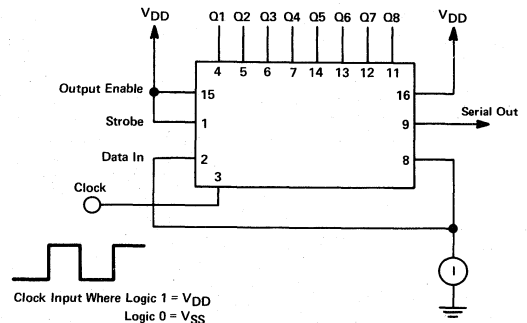 VDD Q1 Q2 Q3 Q4 Q5 Q6 Q7 Q8 VDD
4 5 6 7 14 13 12 11
Output Enable 15 16
Serial Out
Strobe 1 9
Data In 2 8
3
Clock
I
Clock Input Where Logic 1 = VDD
Logic 0 = VSS